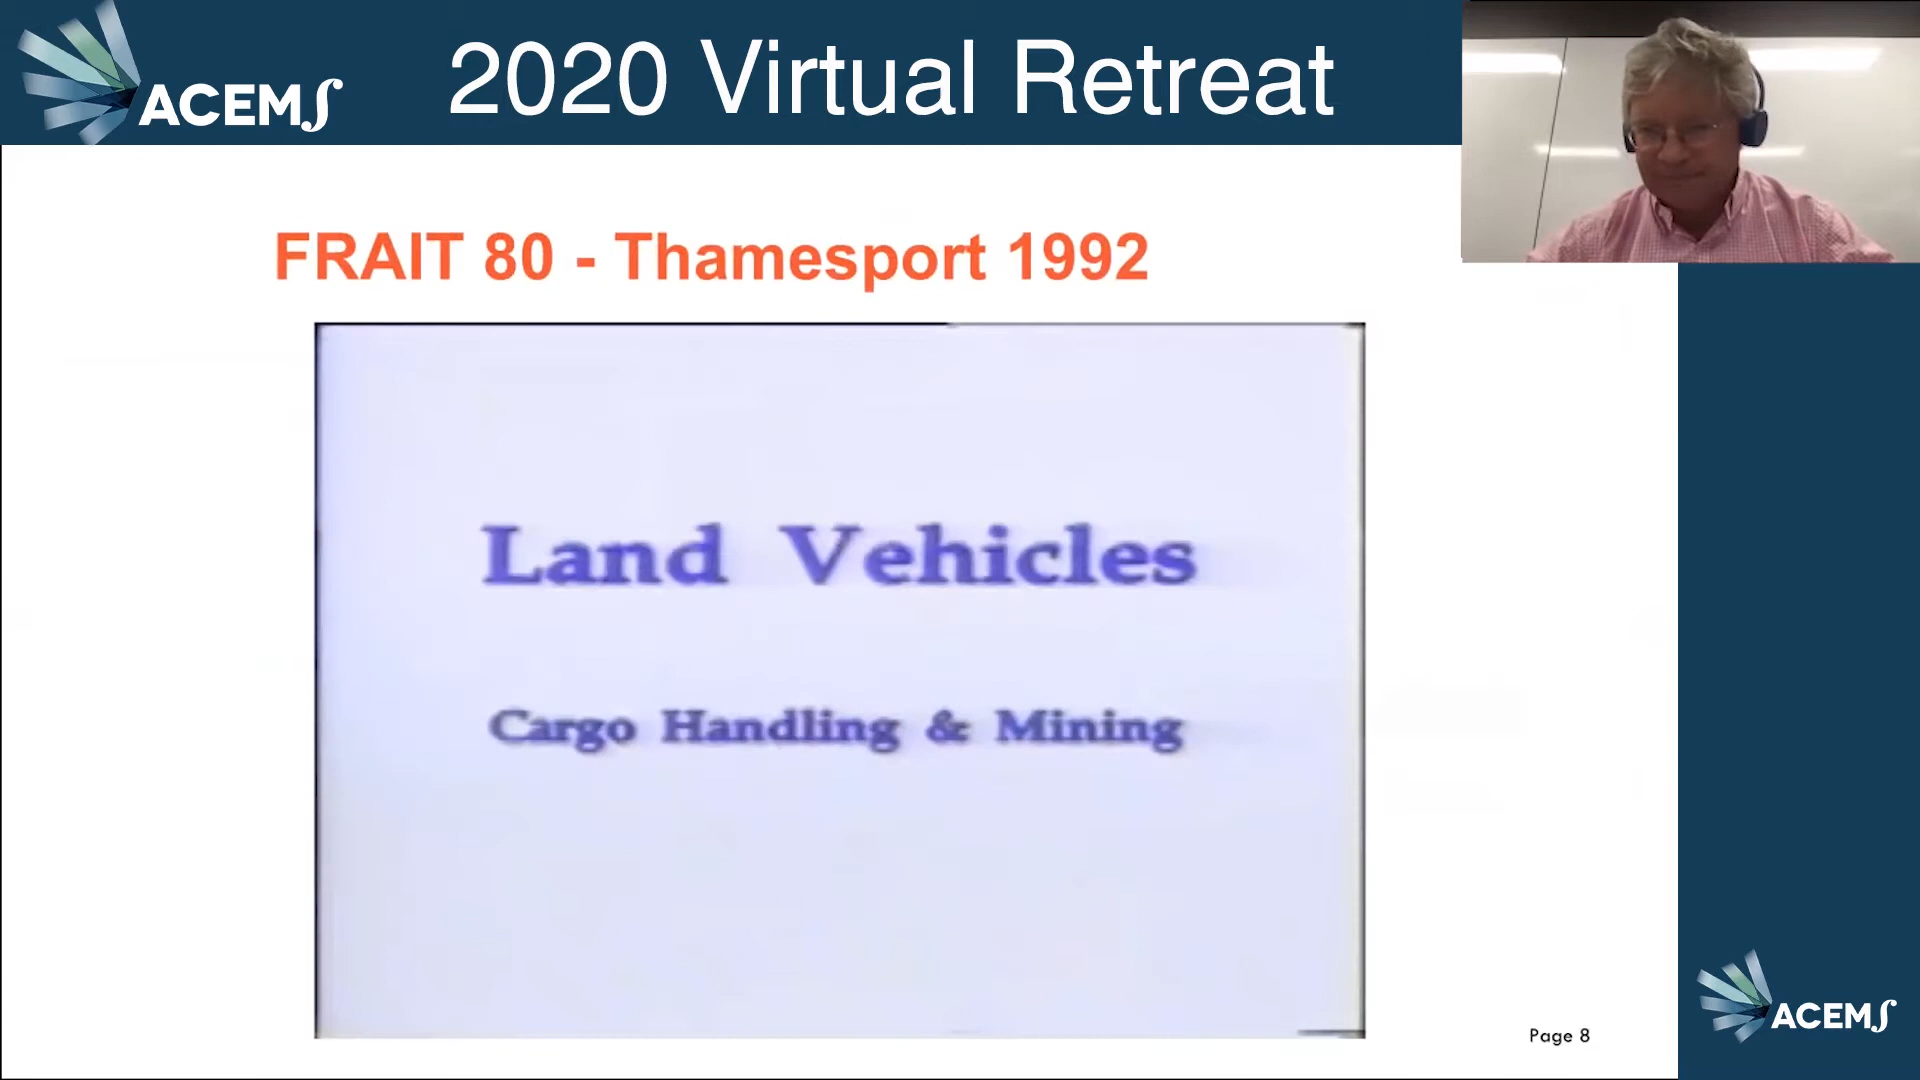 ACEMS
2020 Virtual Retreat
FRAIT 80 - Thamesport 1992
Land Vehicles
Cargo Handling & Mining
Page 8
ACEMS